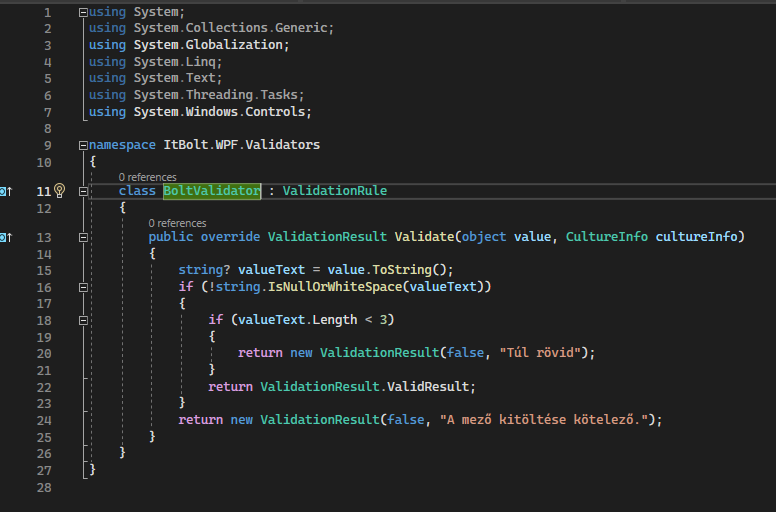 1 using System;
2 using System.Collections.Generic;
3 using System.Globalization;
4 using System.Linq;
5 using System.Text;
6 using System.Threading.Tasks;
7 using System.Windows.Controls;
8
9 namespace ItBolt.WPF.Validators
10 {
0 references
11 class BoltValidator : ValidationRule
12 {
0 references
13 public override ValidationResult Validate(object value, CultureInfo cultureInfo)
14 {
15 string? valueText = value.ToString();
16 if (!string.IsNullOrWhiteSpace(valueText))
17 {
18 if (valueText.Length < 3)
19 {
20 return new ValidationResult(false, "Túl rövid");
21 }
22 return ValidationResult.ValidResult;
23 }
24 return new ValidationResult(false, "A mező kitöltése kötelező.");
25 }
26 }
27 }
28